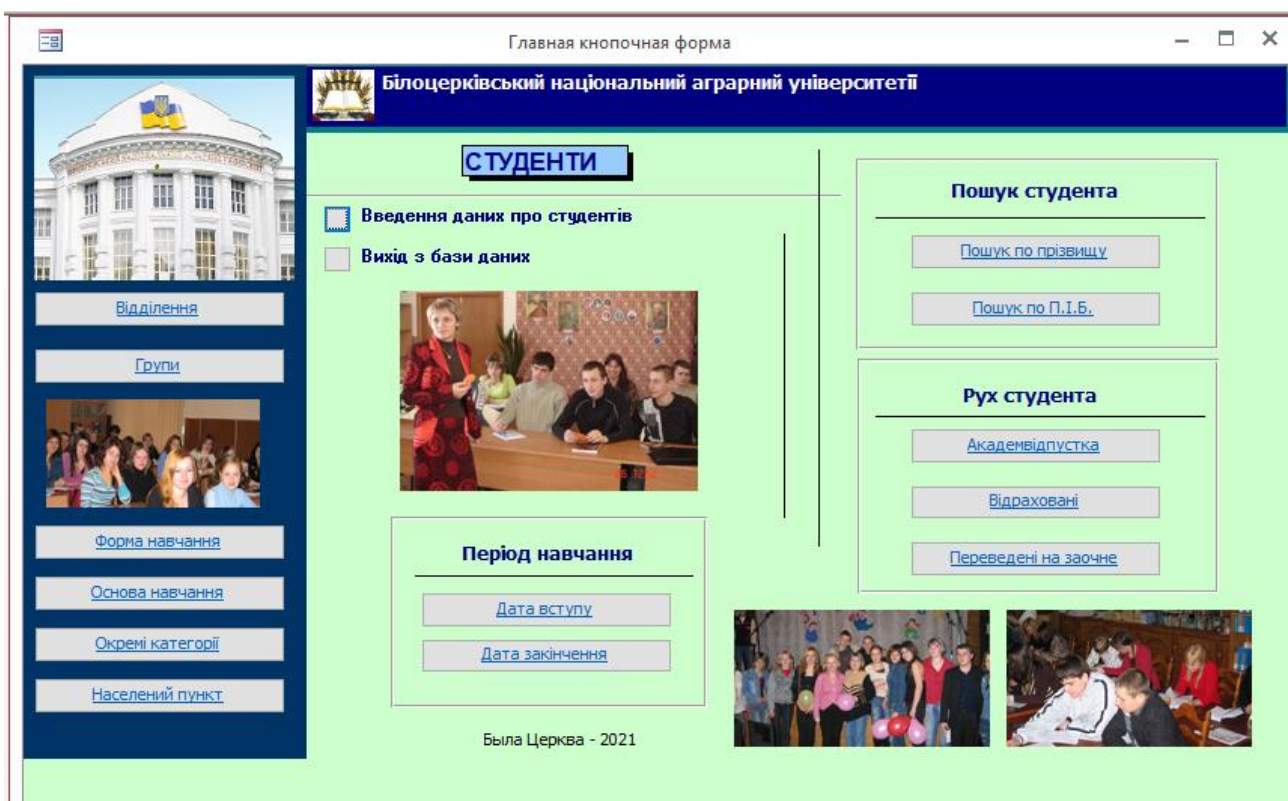 Главная кнопочная форма
Білоцерківський національний аграрний університетії
СТУДЕНТИ
Введення даних про студентів
Вихід з бази даних
Відділення
Групи
Форма навчання
Основа навчання
Окремі категорії
Населений пункт
Період навчання
Дата вступу
Дата закінчення
Была Церква - 2021
Пошук студента
Пошук по прізвищу
Пошук по П.І.Б.
Рух студента
Академвідпустка
Відраховані
Переведені на заочне